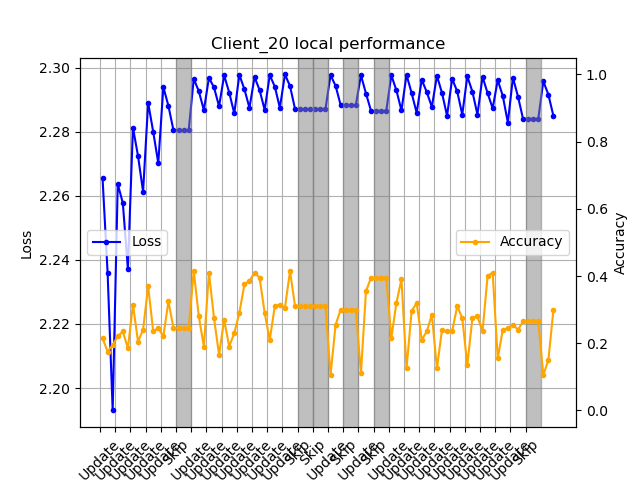 Client_20 local performance
2.30
2.28
2.26
2.24
2.22
2.20
Loss
Loss
Accuracy
1.0
0.8
0.6
0.4
0.2
0.0
Accuracy
Update
Update
Update
Update
Update
Skip
Update
Update
Update
Update
Update
Update
Update
Skip
Skip
Update
Skip
Update
Skip
Update
Update
Update
Update
Update
Update
Update
Update
Update
Skip